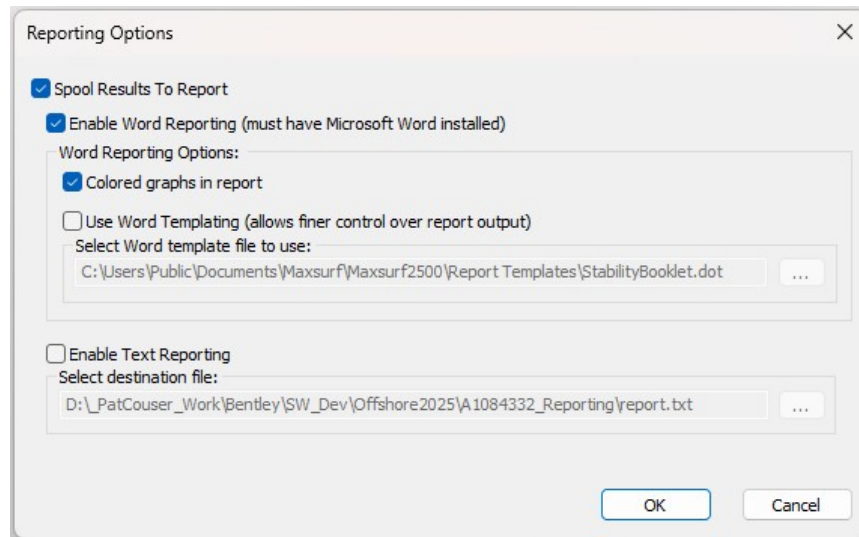 Reporting Options
Spool Results To Report
Enable Word Reporting (must have Microsoft Word installed)
Word Reporting Options:
Colored graphs in report
Use Word Templating (allows finer control over report output)
Select Word template file to use:
C:\Users\Public\Documents\Maxsurf\Maxsurf2500\Report Templates\StabilityBooklet.dot
...
Enable Text Reporting
Select destination file:
D:\_PatCouser_Work\Bentley\SW_Dev\Offshore2025\A1084332_Reporting\report.txt
...
OK
Cancel